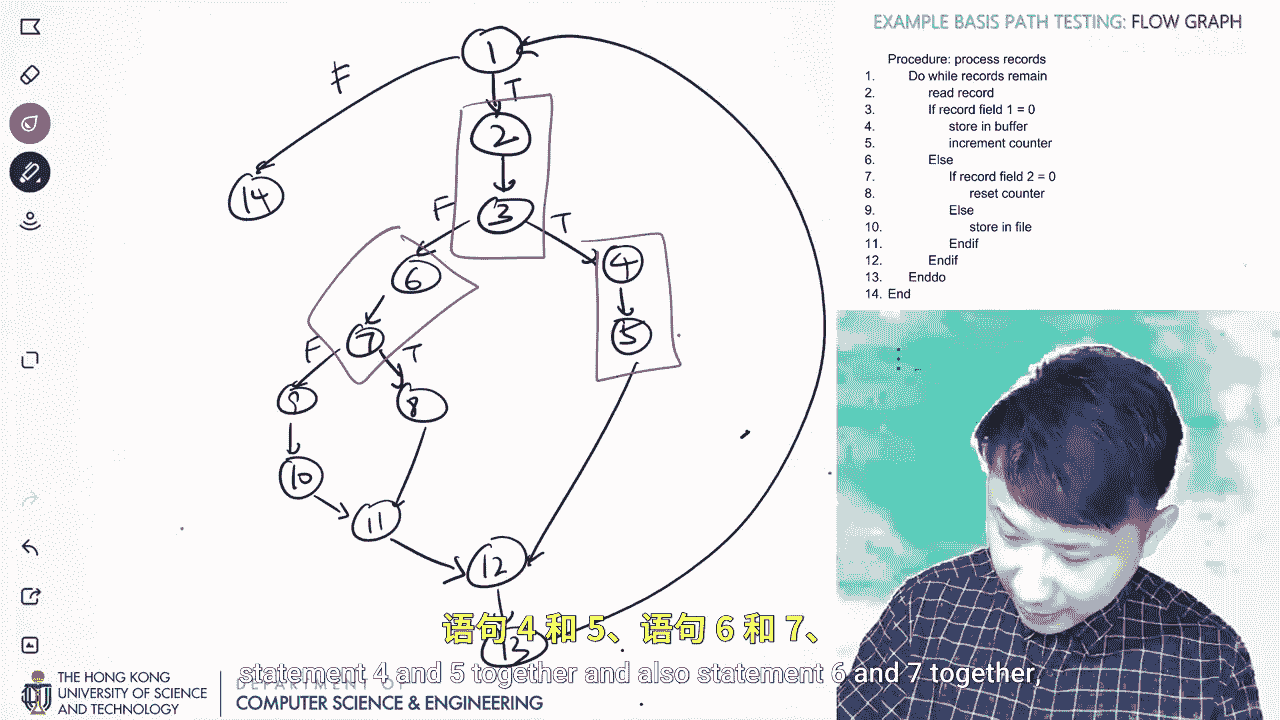 EXAMPLE BASIS PATH TESTING: FLOW GRAPH
Procedure: process records
1. Do while records remain
2. read record
3. If record field 1 = 0
4. store in buffer
5. increment counter
6. Else
7. If record field 2 = 0
8. reset counter
9. Else
10. store in file
11. Endif
12. Endif
13. Enddo
14. End
1
F
T
2
14
3
F
T
4
6
5
7
F
T
9
8
10
11
12
13
语句 4 和 5、语句 6 和 7、
statement 4 and 5 together and also statement 6 and 7 together,
THE HONG KONG
UNIVERSITY OF SCIENCE
AND TECHNOLOGY
DEPARTMENT OF
COMPUTER SCIENCE & ENGINEERING